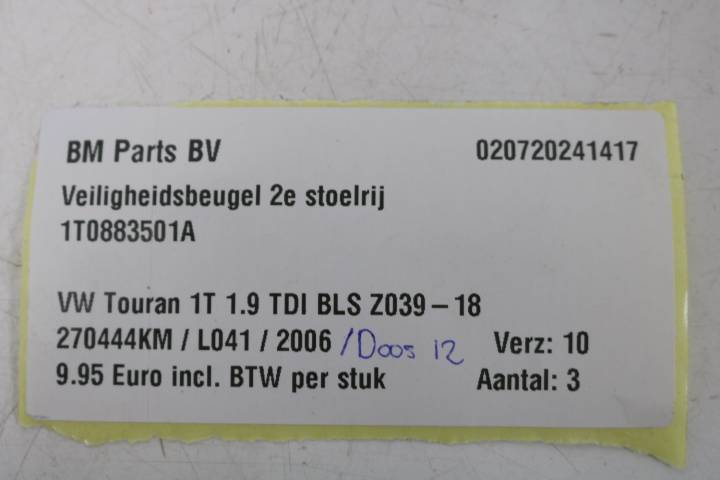 BM Parts BV 020720241417
Veiligheidsbeugel 2e stoelrij
1T0883501A
VW Touran 1T 1.9 TDI BLS Z039 – 18
270444KM / L041 / 2006 /Doos 12 Verz: 10
9.95 Euro incl. BTW per stuk Aantal: 3